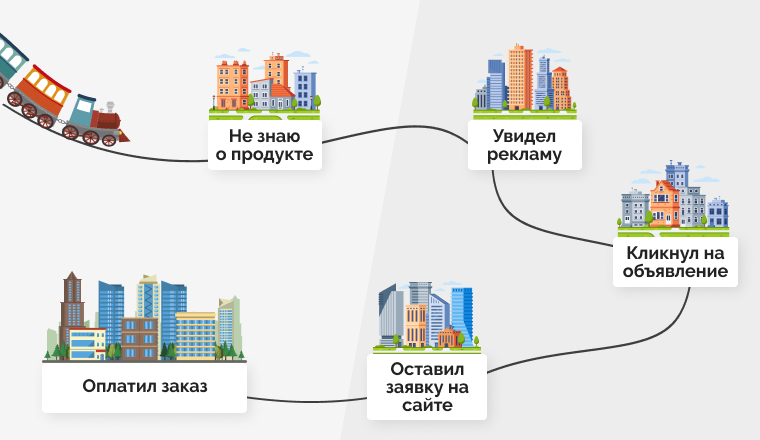 Не знаю
о продукте
Увидел
рекламу
Кликнул на
объявление
Оставил
заявку на
сайте
Оплатил заказ